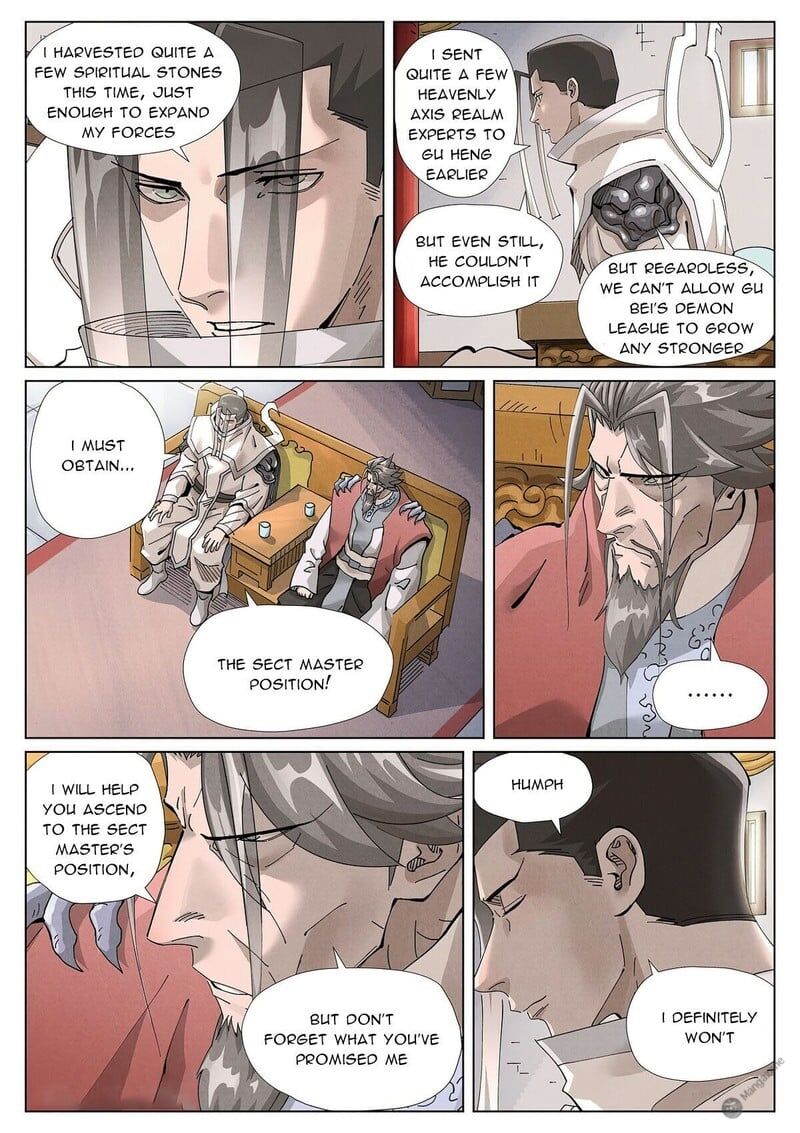 I HARVESTED QUITE A
FEW SPIRITUAL STONES
THIS TIME, JUST
ENOUGH TO EXPAND
MY FORCES
I SENT
QUITE A FEW
HEAVENLY
AXIS REALM
EXPERTS TO
GU HENG
EARLIER
BUT EVEN STILL,
HE COULDN'T
ACCOMPLISH IT
BUT REGARDLESS,
WE CAN'T ALLOW GU
BEI'S DEMON
LEAGUE TO GROW
ANY STRONGER
I MUST
OBTAIN...
THE SECT MASTER
POSITION!
......
I WILL HELP
YOU ASCEND
TO THE SECT
MASTER'S
POSITION,
BUT DON'T
FORGET WHAT YOU'VE
PROMISED ME
HUMPH
I DEFINITELY
WON'T